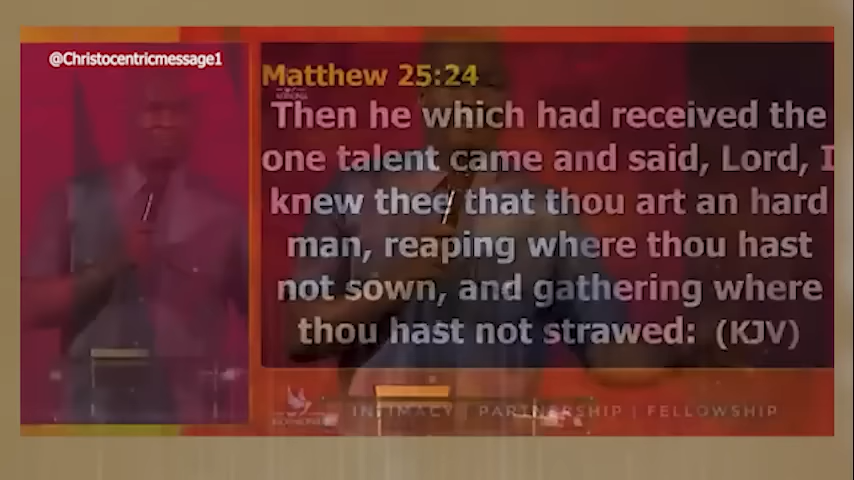 @Christocentricmessage1
Matthew 25:24
Then he which had received the
one talent came and said, Lord, I
knew thee that thou art an hard
man, reaping where thou hast
not sown, and gathering where
thou hast not strawed: (KJV)
INTIMACY | PARTNERSHIP | FELLOWSHIP